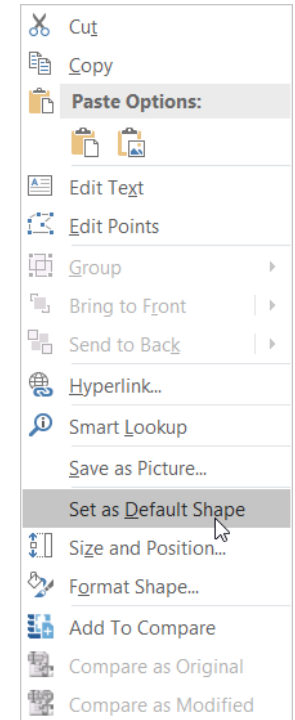 Cut
Copy
Paste Options:
Edit Text
Edit Points
Group
Bring to Front
Send to Back
Hyperlink...
Smart Lookup
Save as Picture...
Set as Default Shape
Size and Position...
Format Shape...
Add To Compare
Compare as Original
Compare as Modified